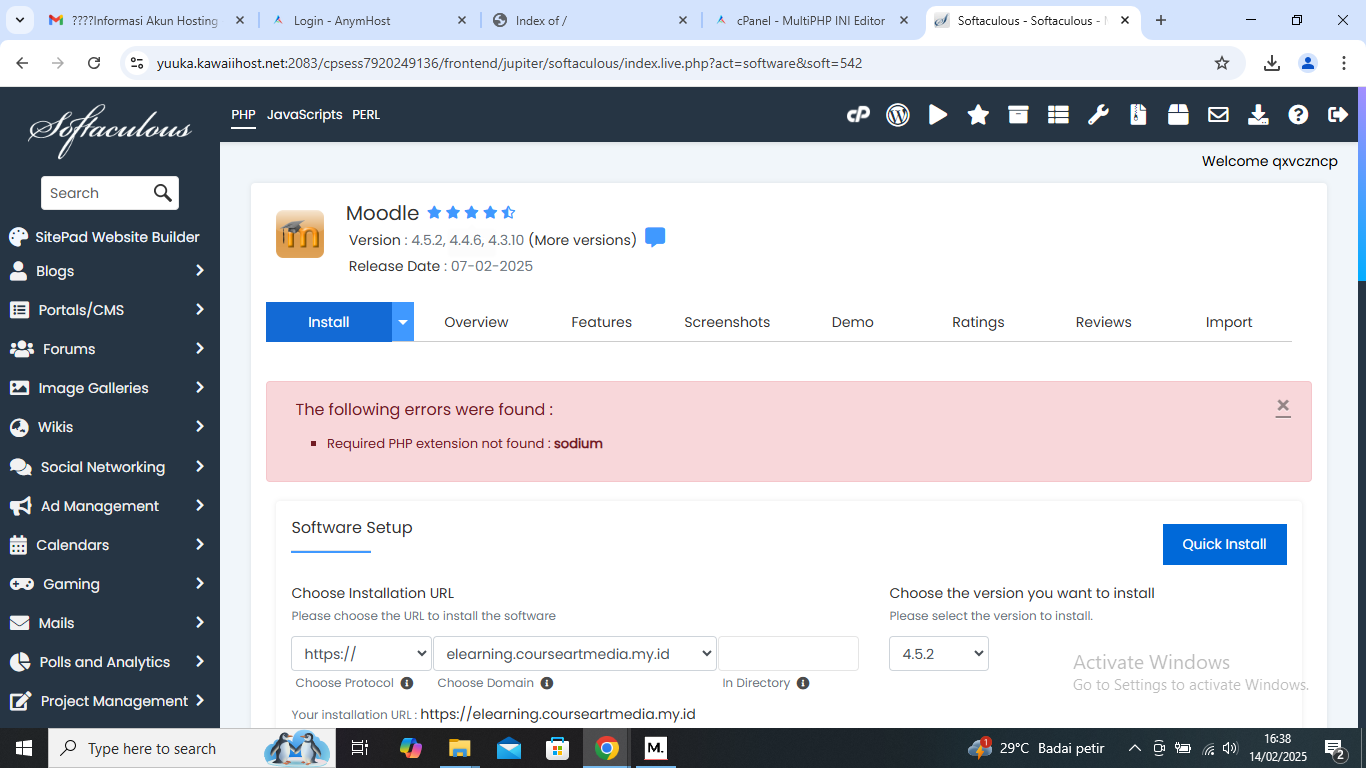 ????Informasi Akun Hosting
Login - AnymHost
Index of /
cPanel - MultiPHP INI Editor
Softaculous - Softaculous -
yuuka.kawaiihost.net:2083/cpsess7920249136/frontend/jupiter/softaculous/index.live.php?act=software&soft=542
Softaculous
PHP JavaScripts PERL
cP
Welcome qxvczncp
Search
SitePad Website Builder
Blogs
Portals/CMS
Forums
Image Galleries
Wikis
Social Networking
Ad Management
Calendars
Gaming
Mails
Polls and Analytics
Project Management
Moodle
Version : 4.5.2, 4.4.6, 4.3.10 (More versions)
Release Date : 07-02-2025
Install Overview Features Screenshots Demo Ratings Reviews Import
The following errors were found :
Required PHP extension not found : sodium
Software Setup
Quick Install
Choose Installation URL
Please choose the URL to install the software
https:// elearning.courseartmedia.my.id
Choose Protocol Choose Domain In Directory
Your installation URL : https://elearning.courseartmedia.my.id
Choose the version you want to install
Please select the version to install.
4.5.2
Activate Windows
Go to Settings to activate Windows.
Type here to search
M.
1
29°C Badai petir
16:38
14/02/2025
2